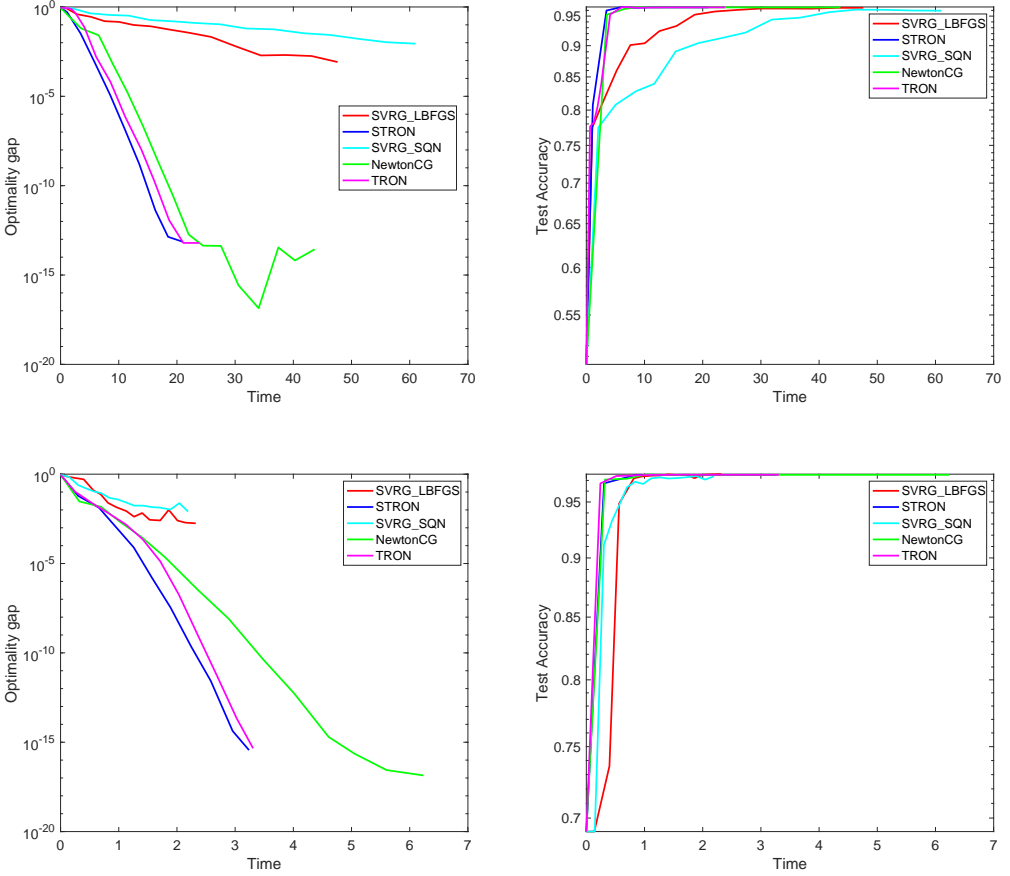 10^0
10^-5
10^-10
10^-15
10^-20
Optimality gap
0 10 20 30 40 50 60 70
Time
SVRG_LBFGS
STRON
SVRG_SQN
NewtonCG
TRON
0.95
0.9
0.85
0.8
0.75
0.7
0.65
0.6
0.55
Test Accuracy
0 10 20 30 40 50 60 70
Time
SVRG_LBFGS
STRON
SVRG_SQN
NewtonCG
TRON
10^0
10^-5
10^-10
10^-15
10^-20
Optimality gap
0 1 2 3 4 5 6 7
Time
SVRG_LBFGS
STRON
SVRG_SQN
NewtonCG
TRON
0.95
0.9
0.85
0.8
0.75
0.7
Test Accuracy
0 1 2 3 4 5 6 7
Time
SVRG_LBFGS
STRON
SVRG_SQN
NewtonCG
TRON